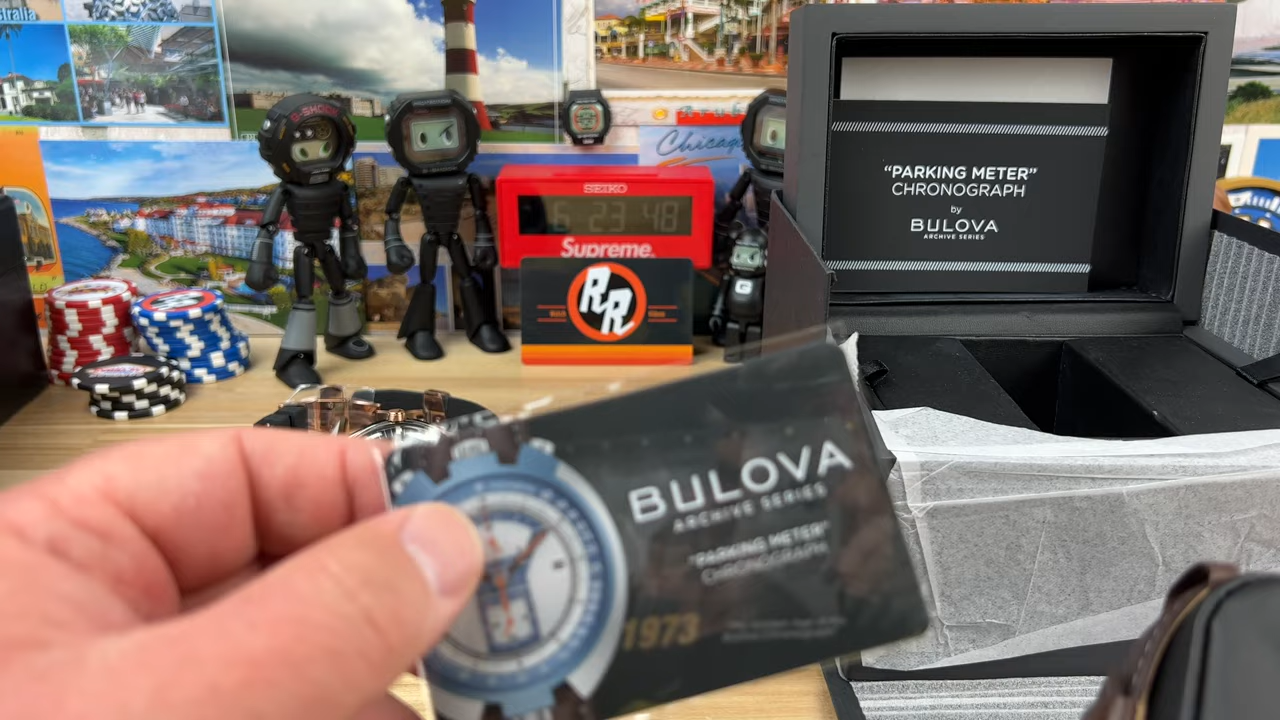 ralia
G-SHOCK
Chicago
SEIKO
6 23 48
Supreme.
RR
"PARKING METER"
CHRONOGRAPH
by
BULOVA
ARCHIVE SERIES
BULOVA
ARCHIVE SERIES
"PARKING METER"
CHRONOGRAPH
1973